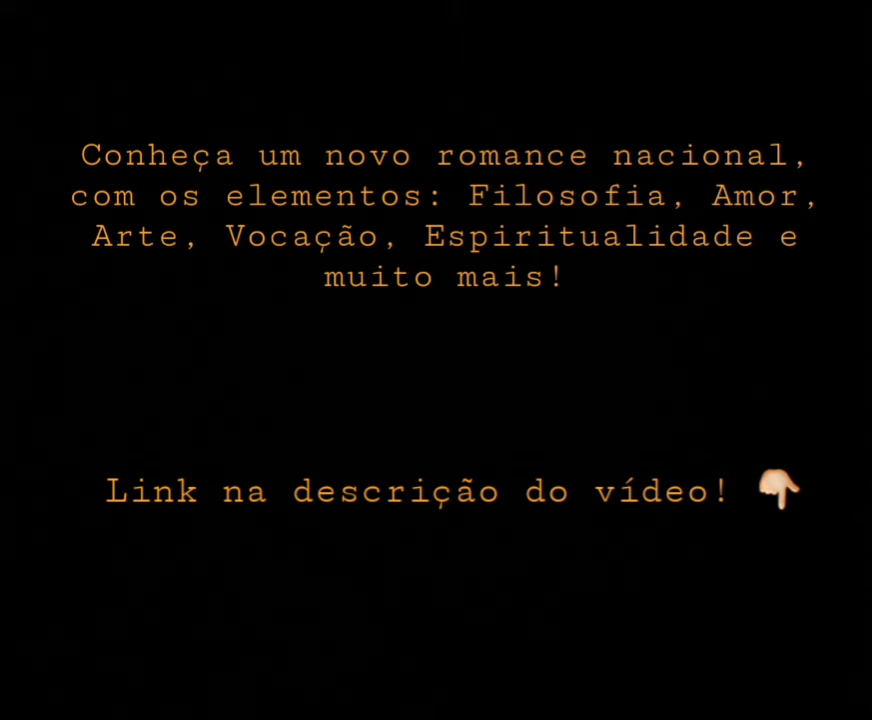 Conheça um novo romance nacional,
com os elementos: Filosofia, Amor,
Arte, Vocação, Espiritualidade e
muito mais!
Link na descrição do vídeo! 👇🏻